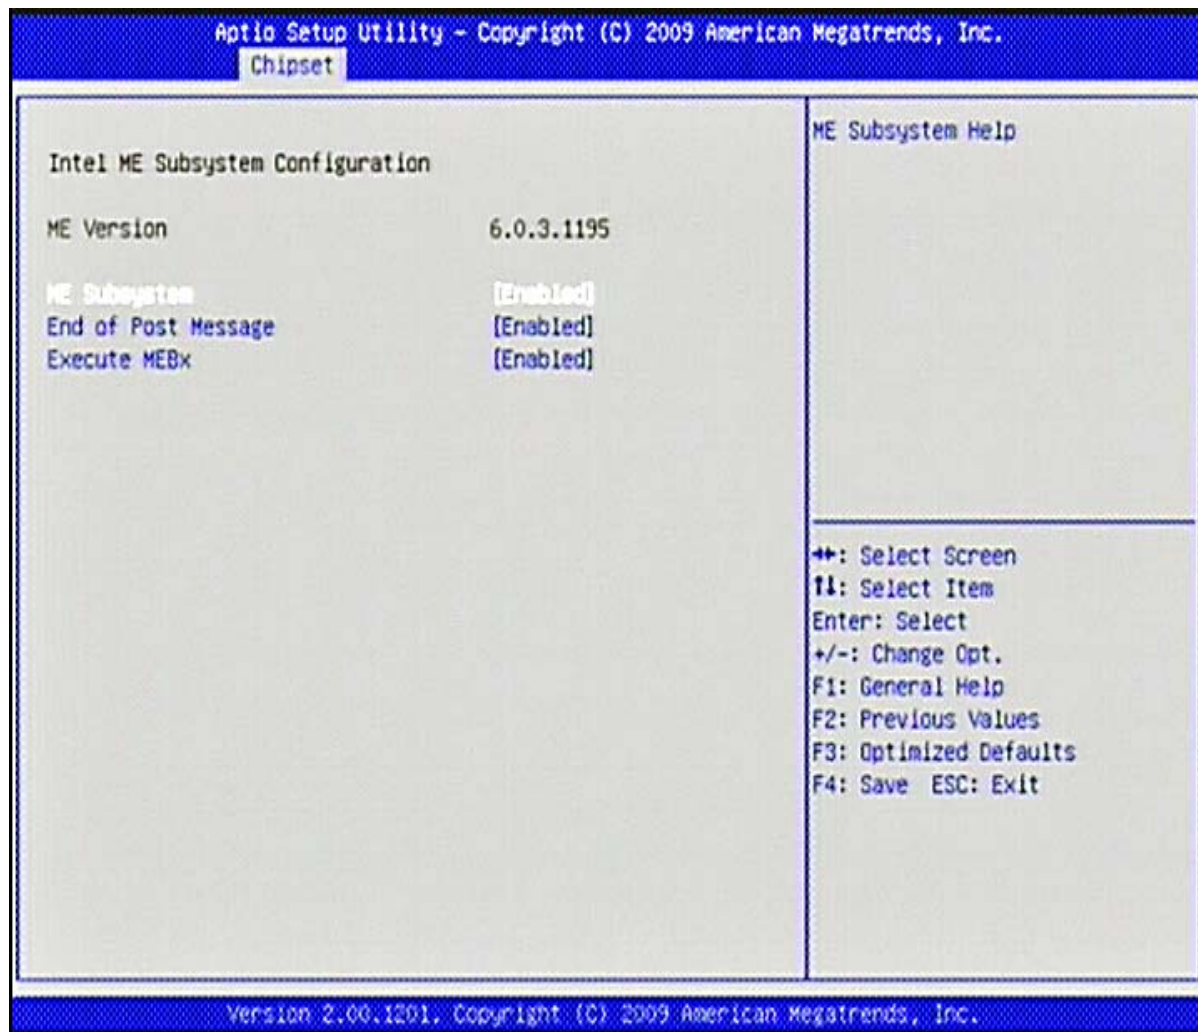 Aptio Setup Utility - Copyright (C) 2009 American Megatrends, Inc.
Chipset
Intel ME Subsystem Configuration
ME Version 6.0.3.1195
ME Subsystem [Enabled]
End of Post Message [Enabled]
Execute MEBx [Enabled]
ME Subsystem Help
→←: Select Screen
↑↓: Select Item
Enter: Select
+/-: Change Opt.
F1: General Help
F2: Previous Values
F3: Optimized Defaults
F4: Save ESC: Exit
Version 2.00.1201. Copyright (C) 2009 American Megatrends, Inc.